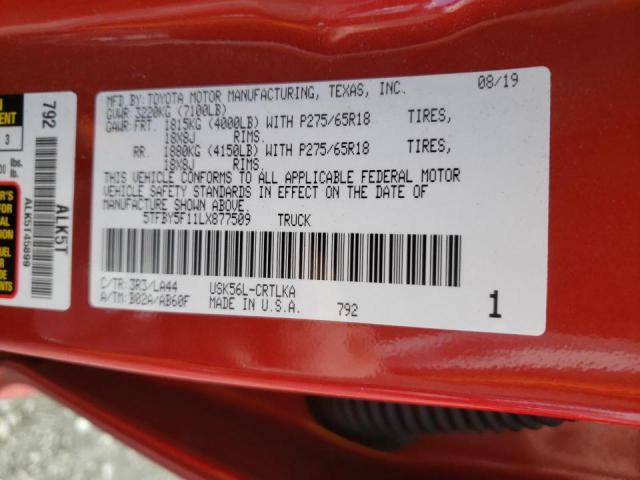 MFD. BY: TOYOTA MOTOR MANUFACTURING, TEXAS, INC. 08/19
GVWR 3220KG (7100LB)
GAWR: FRT. 1815KG (4000LB) WITH P275/65R18 TIRES,
18X8J RIMS.
RR. 1880KG (4150LB) WITH P275/65R18 TIRES,
18X8J RIMS.
THIS VEHICLE CONFORMS TO ALL APPLICABLE FEDERAL MOTOR
VEHICLE SAFETY STANDARDS IN EFFECT ON THE DATE OF
MANUFACTURE SHOWN ABOVE.
5TFBY5F11LX877509 TRUCK
C/TR: 3R3/LA44 USK56L-CRTLKA
A/TM: B02A/AB60F MADE IN U.S.A. 792
1
792
ALK5T
ALK5T45099
3
lbs.